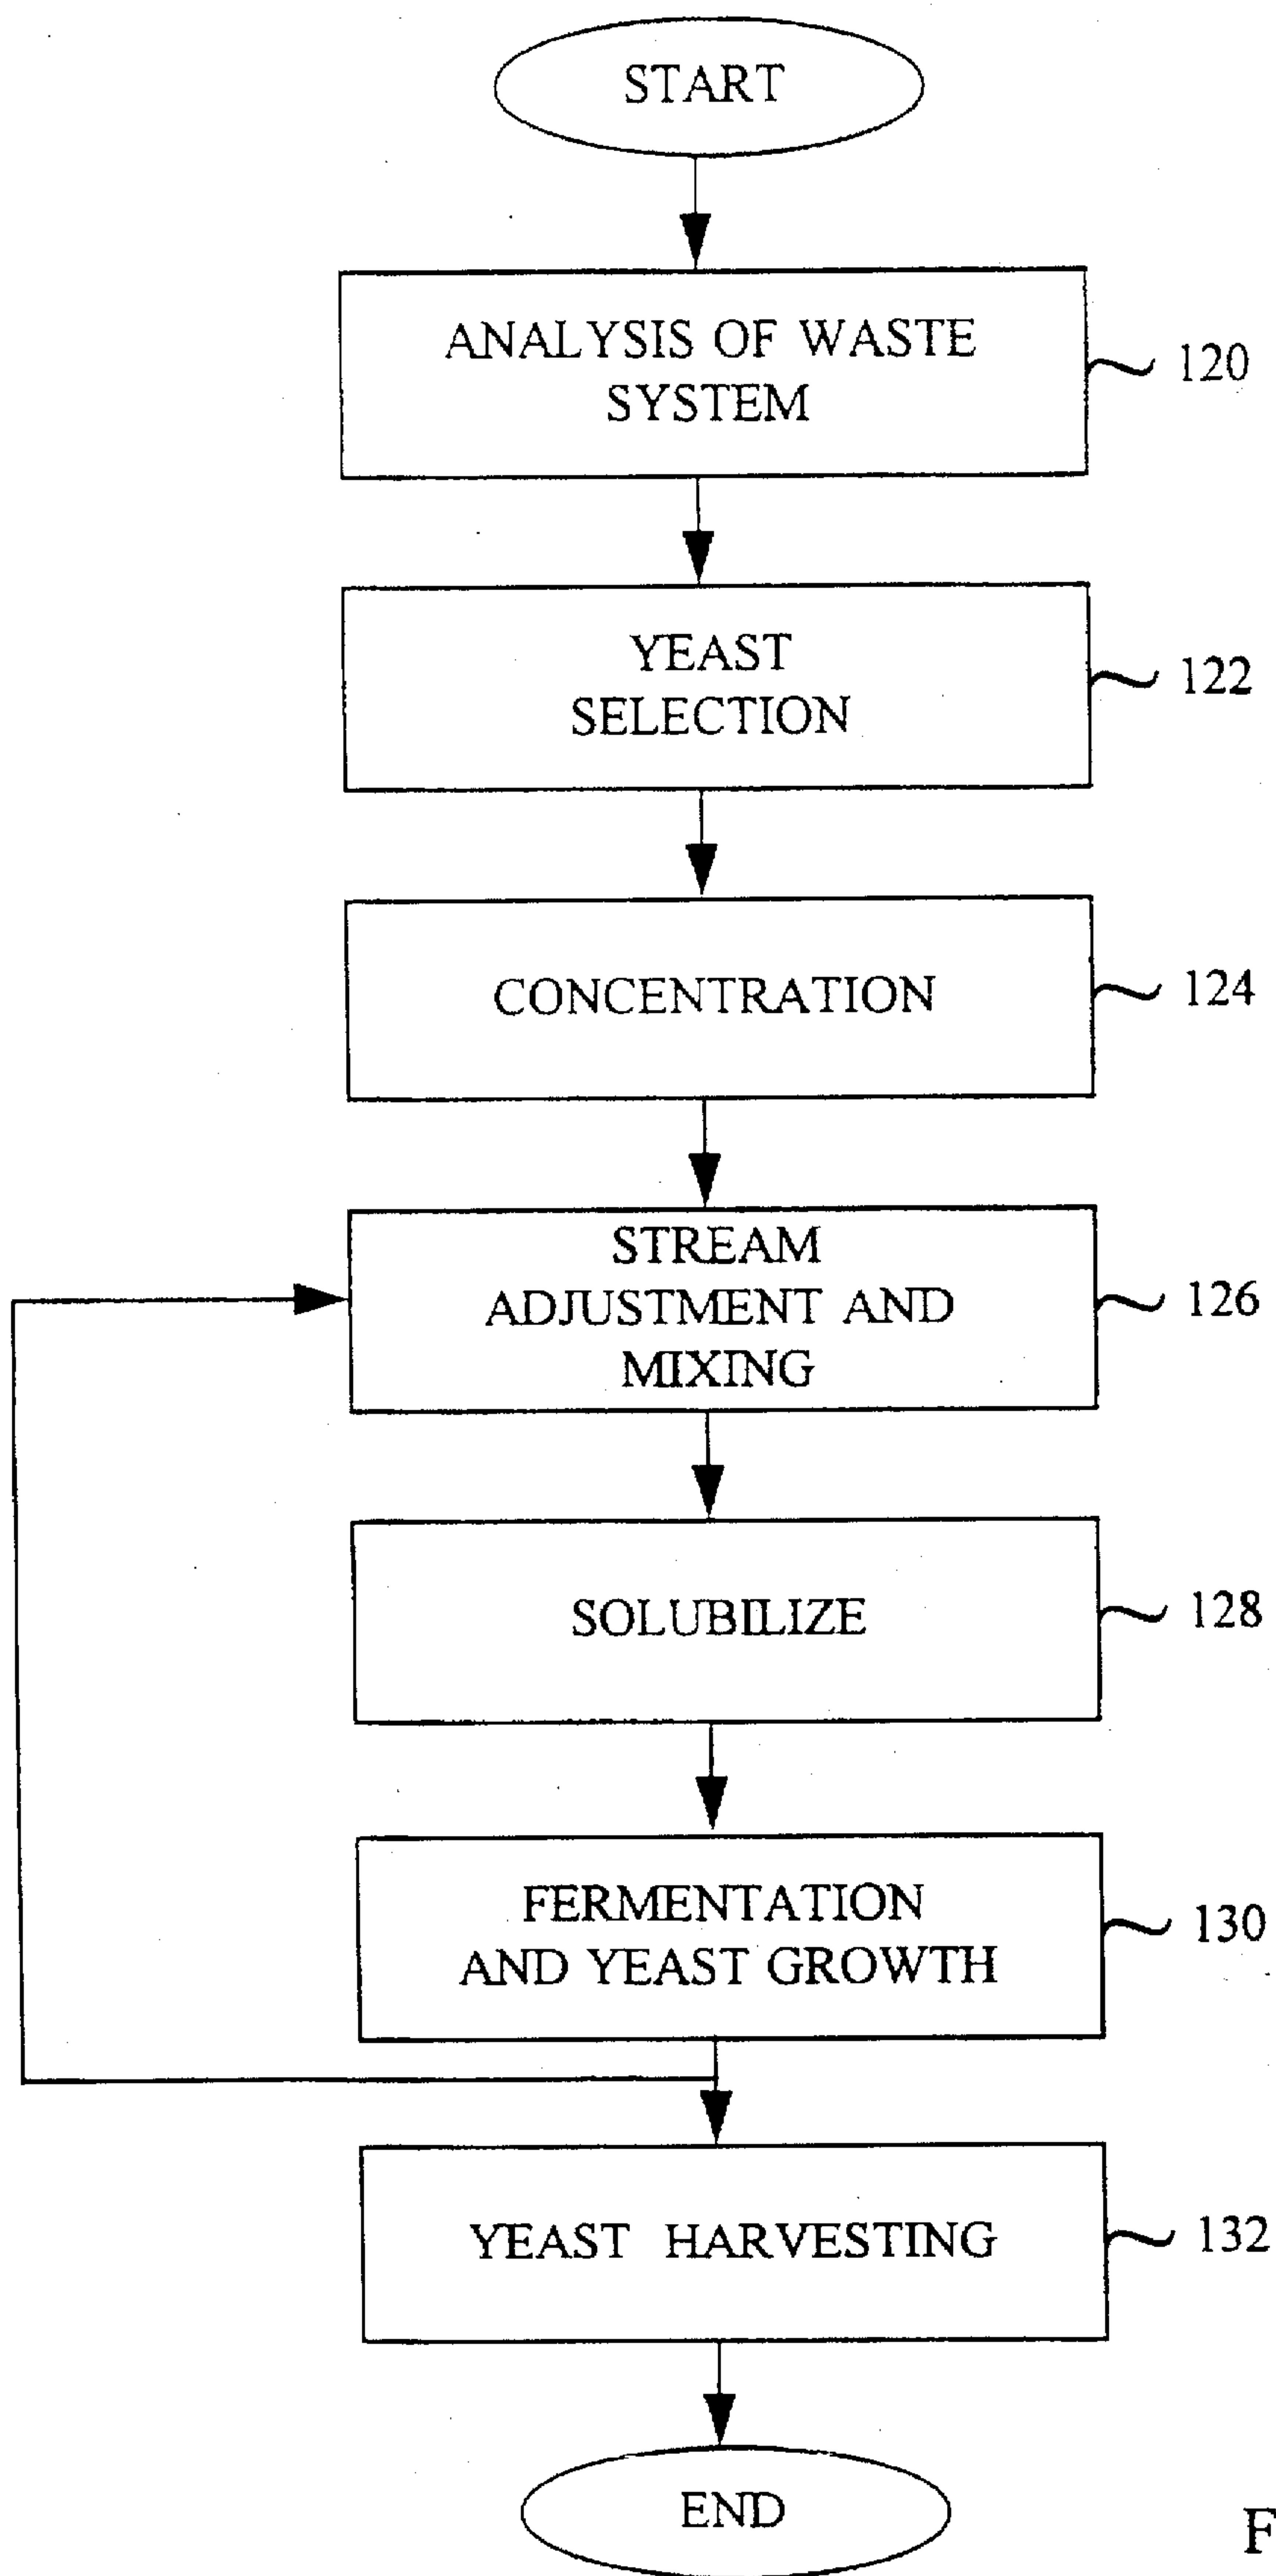 START
ANALYSIS OF WASTE
SYSTEM
120
YEAST
SELECTION
122
CONCENTRATION
124
STREAM
ADJUSTMENT AND
MIXING
126
SOLUBILIZE
128
FERMENTATION
AND YEAST GROWTH
130
YEAST HARVESTING
132
END
F